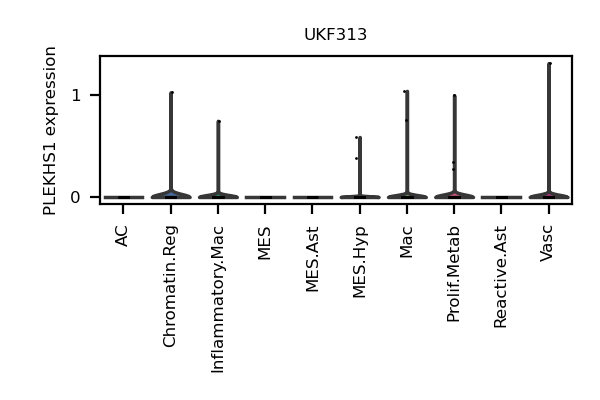 UKF313
PLEKHS1 expression
1
0
AC
Chromatin.Reg
Inflammatory.Mac
MES
MES.Ast
MES.Hyp
Mac
Prolif.Metab
Reactive.Ast
Vasc